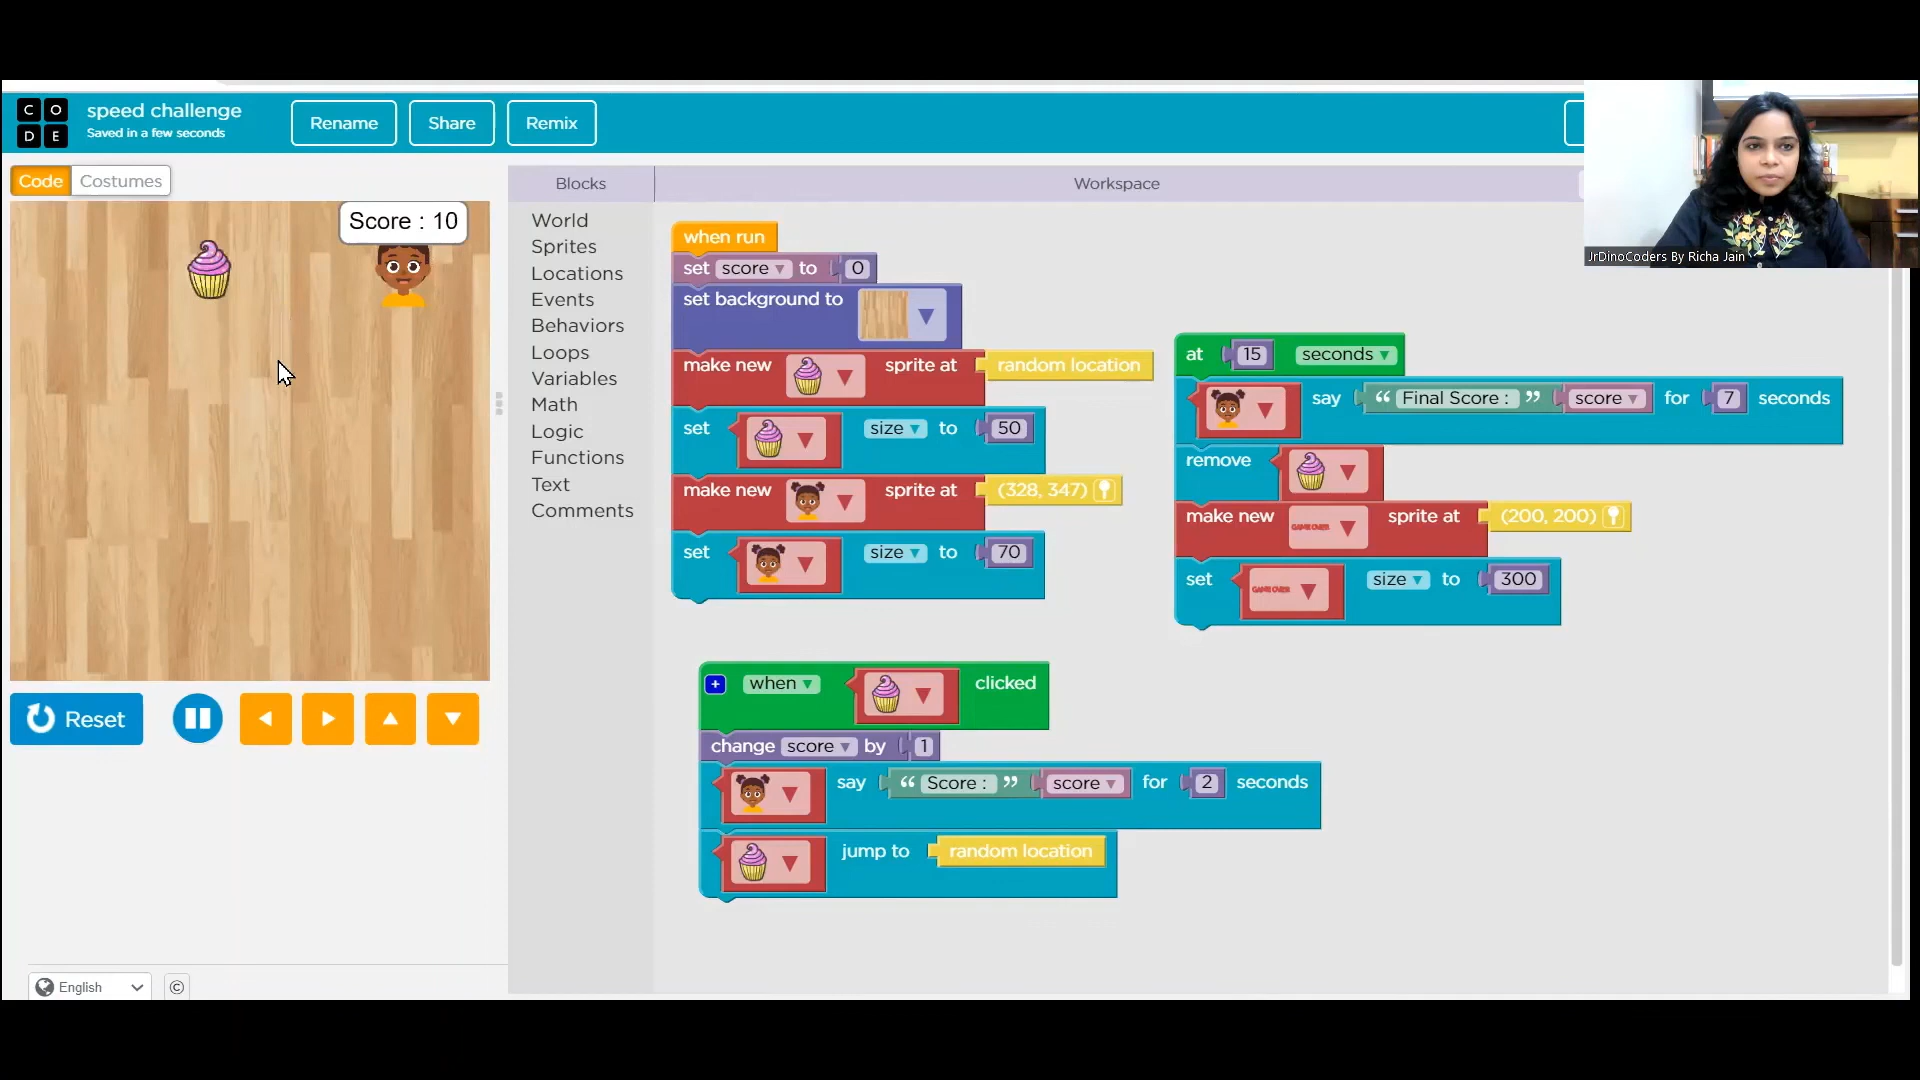 C O
D E
speed challenge
Saved in a few seconds
Rename
Share
Remix
JrDinoCoders By Richa Jain
Code
Costumes
Score : 10
Reset
English
©
Blocks
World
Sprites
Locations
Events
Behaviors
Loops
Variables
Math
Logic
Functions
Text
Comments
Workspace
when run
set score to 0
set background to
make new sprite at random location
set size to 50
make new sprite at (328, 347)
set size to 70
at 15 seconds
say “ Final Score : ” score for 7 seconds
remove
make new GAME OVER sprite at (200, 200)
set GAME OVER size to 300
+ when clicked
change score by 1
say “ Score : ” score for 2 seconds
jump to random location